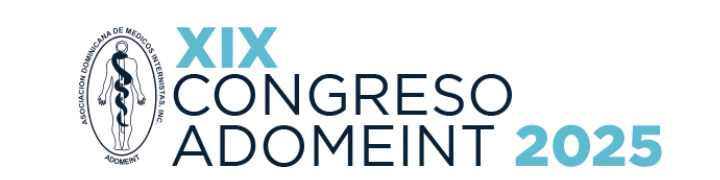 ASOCIACION DOMINICANA DE MEDICOS INTERNISTAS, INC.
ADOMEINT
XIX
CONGRESO
ADOMEINT 2025